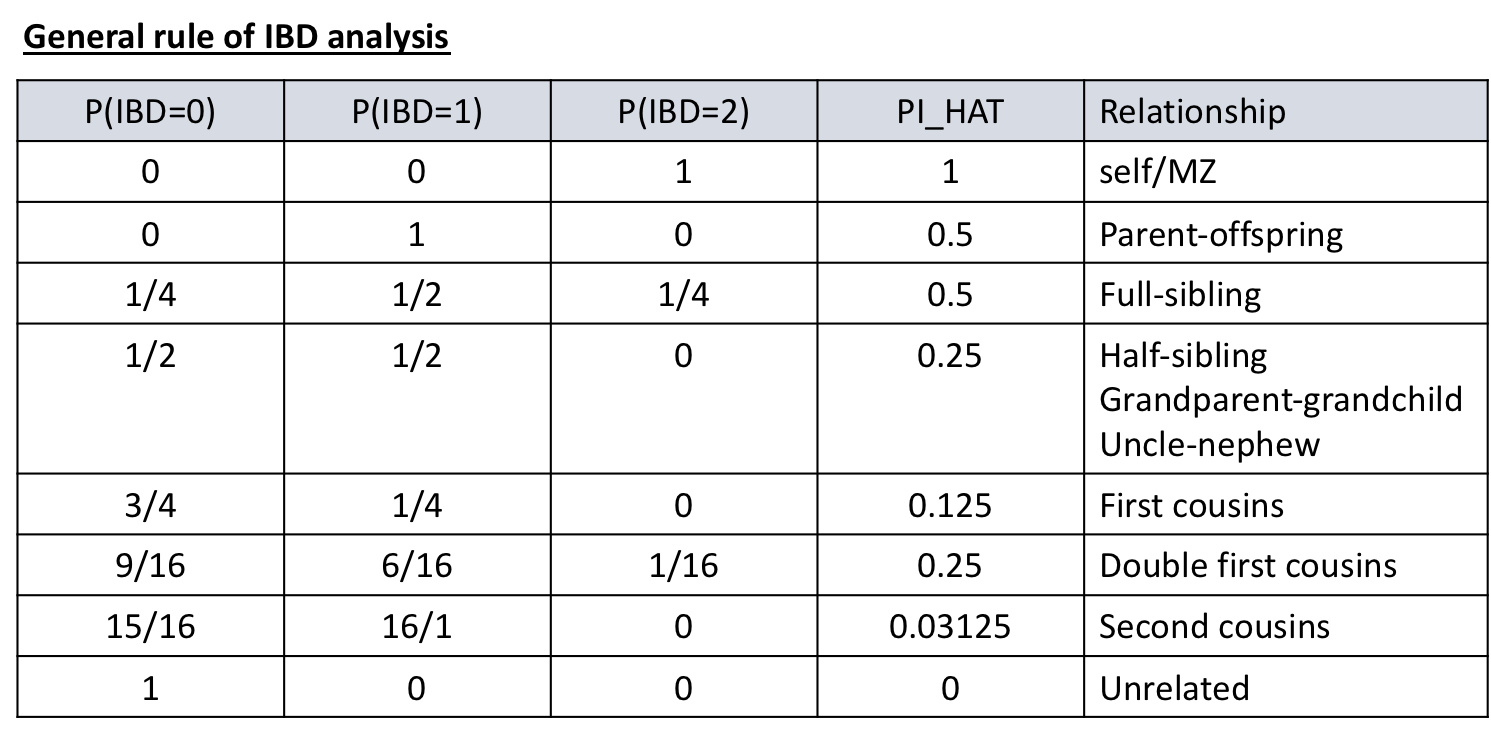 General rule of IBD analysis
P(IBD=0) P(IBD=1) P(IBD=2) PI_HAT Relationship
0 0 1 1 self/MZ
0 1 0 0.5 Parent-offspring
1/4 1/2 1/4 0.5 Full-sibling
1/2 1/2 0 0.25 Half-sibling
Grandparent-grandchild
Uncle-nephew
3/4 1/4 0 0.125 First cousins
9/16 6/16 1/16 0.25 Double first cousins
15/16 16/1 0 0.03125 Second cousins
1 0 0 0 Unrelated